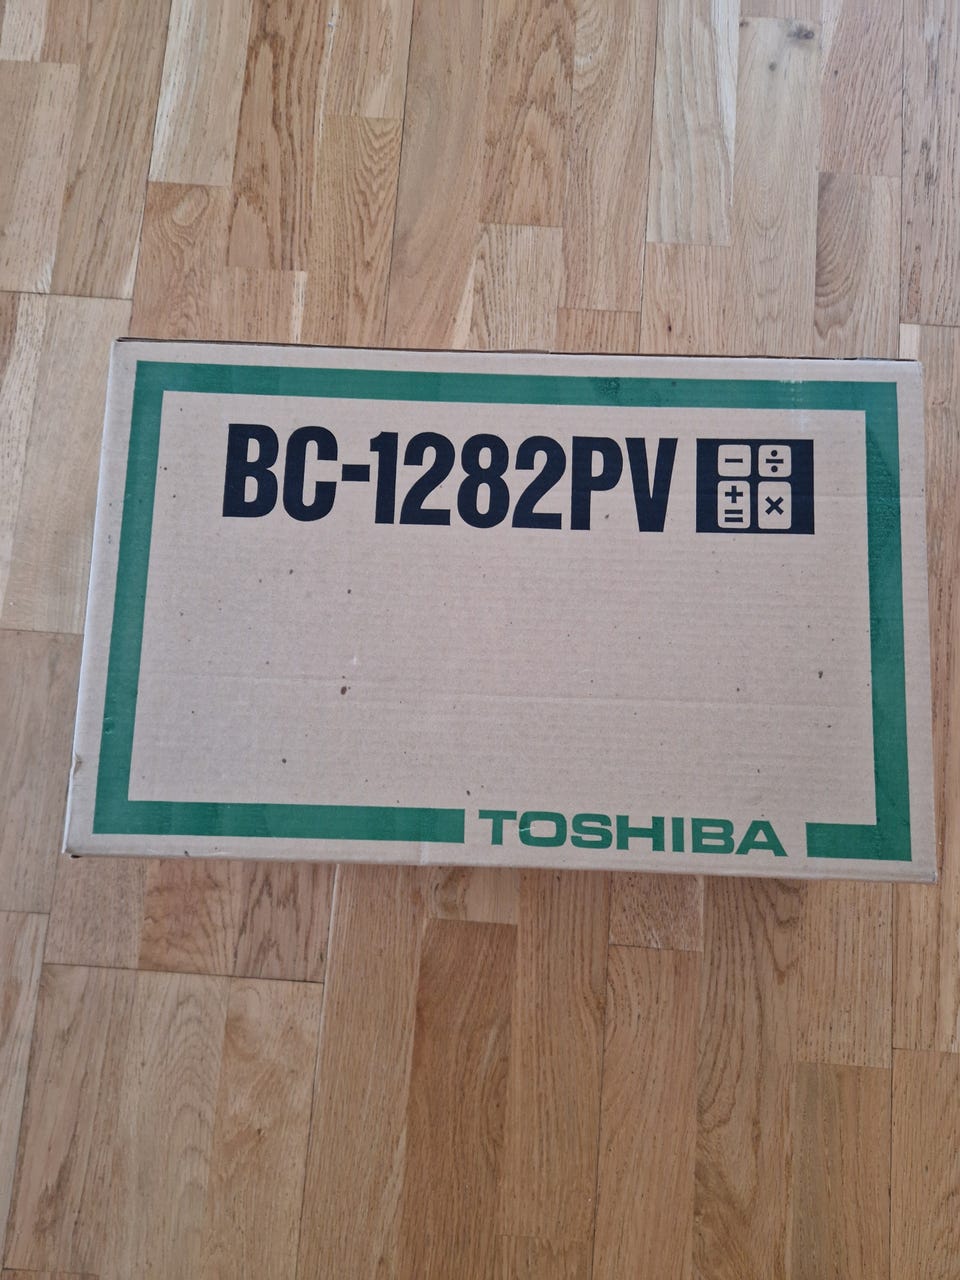 BC-1282PV
− ÷
+ ×
=
TOSHIBA